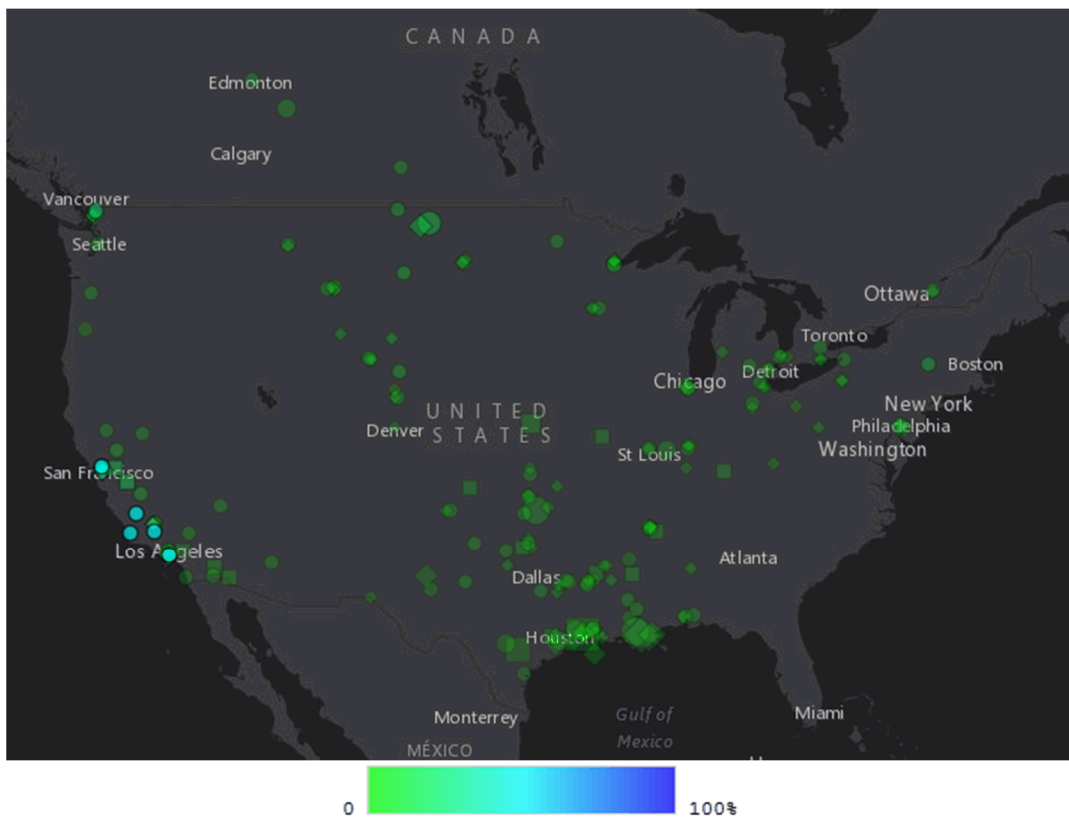 CANADA
Edmonton
Calgary
Vancouver
Seattle
Ottawa
Toronto
Boston
Detroit
Chicago
New York
UNITED
STATES
Denver
Philadelphia
St Louis
Washington
San Francisco
Los Angeles
Atlanta
Dallas
Houston
Miami
Monterrey
Gulf of
Mexico
MÉXICO
0 100%